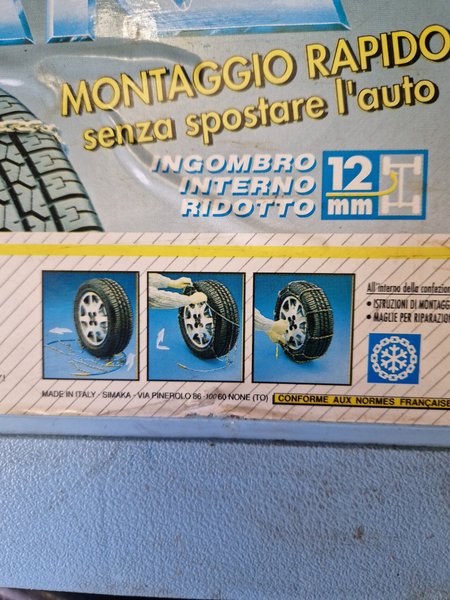 MONTAGGIO RAPIDO
senza spostare l'auto
INGOMBRO
INTERNO
RIDOTTO
12
mm
All'interno della confezion
• ISTRUZIONI DI MONTAGG
• MAGLIE PER RIPARAZION
MADE IN ITALY - SIMAKA - VIA PINEROLO 86 - 10060 NONE (TO)
CONFORME AUX NORMES FRANÇAISE